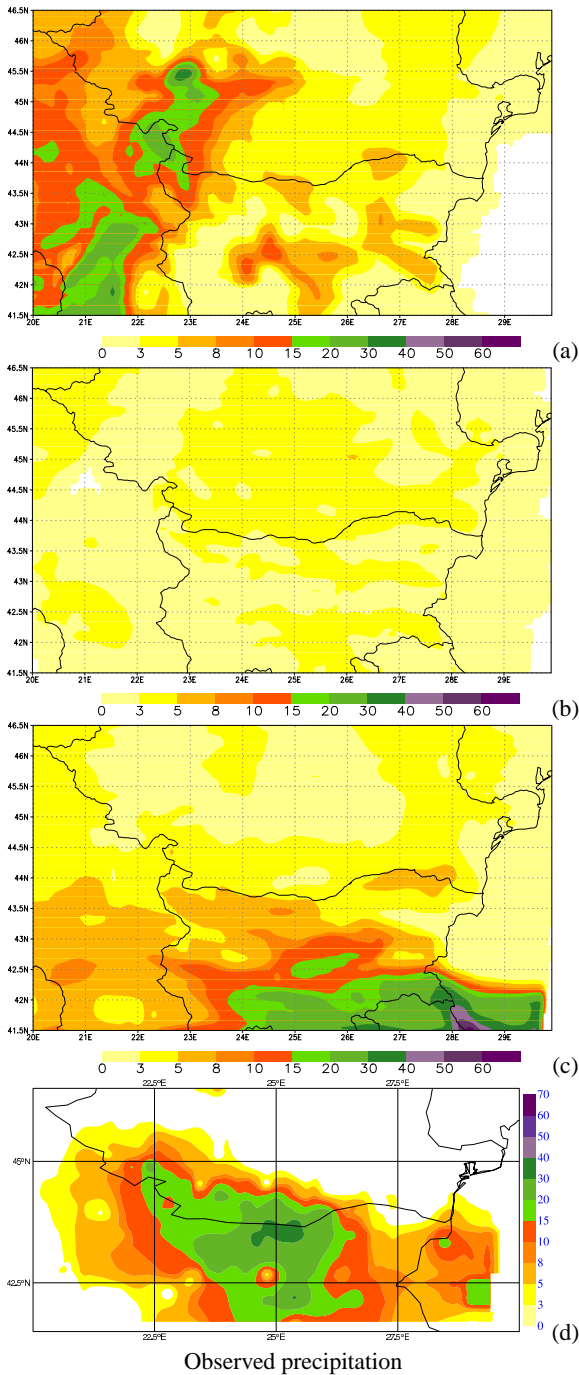 46.5N
46N
45.5N
45N
44.5N
44N
43.5N
43N
42.5N
42N
41.5N
20E 21E 22E 23E 24E 25E 26E 27E 28E 29E
0 3 5 8 10 15 20 30 40 50 60
(a)
46.5N
46N
45.5N
45N
44.5N
44N
43.5N
43N
42.5N
42N
41.5N
20E 21E 22E 23E 24E 25E 26E 27E 28E 29E
0 3 5 8 10 15 20 30 40 50 60
(b)
46.5N
46N
45.5N
45N
44.5N
44N
43.5N
43N
42.5N
42N
41.5N
20E 21E 22E 23E 24E 25E 26E 27E 28E 29E
0 3 5 8 10 15 20 30 40 50 60
(c)
22.5°E 25°E 27.5°E
45°N
42.5°N
22.5°E 25°E 27.5°E
70
60
50
40
30
20
15
10
8
5
3
0
(d)
Observed precipitation